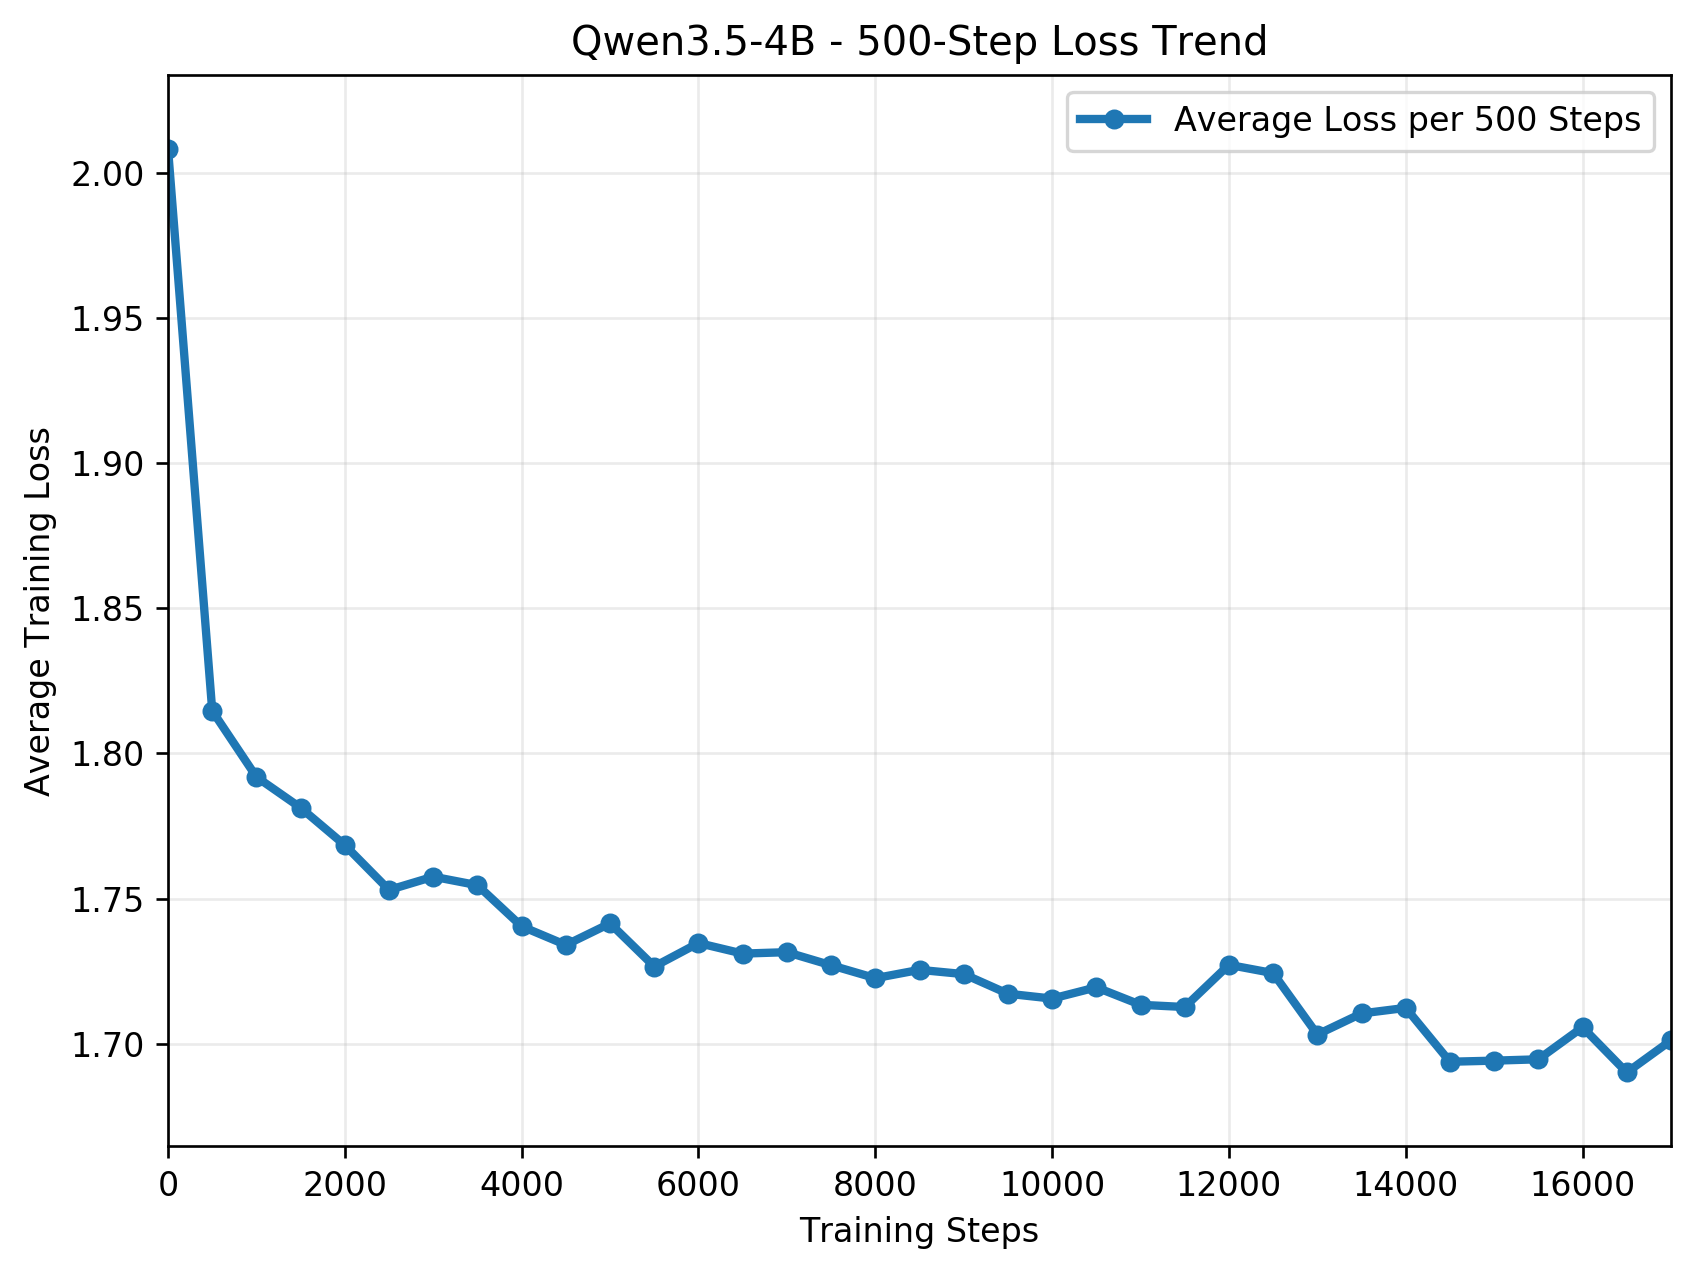 Qwen3.5-4B - 500-Step Loss Trend
Average Loss per 500 Steps
2.00
1.95
1.90
1.85
1.80
1.75
1.70
Average Training Loss
0 2000 4000 6000 8000 10000 12000 14000 16000
Training Steps